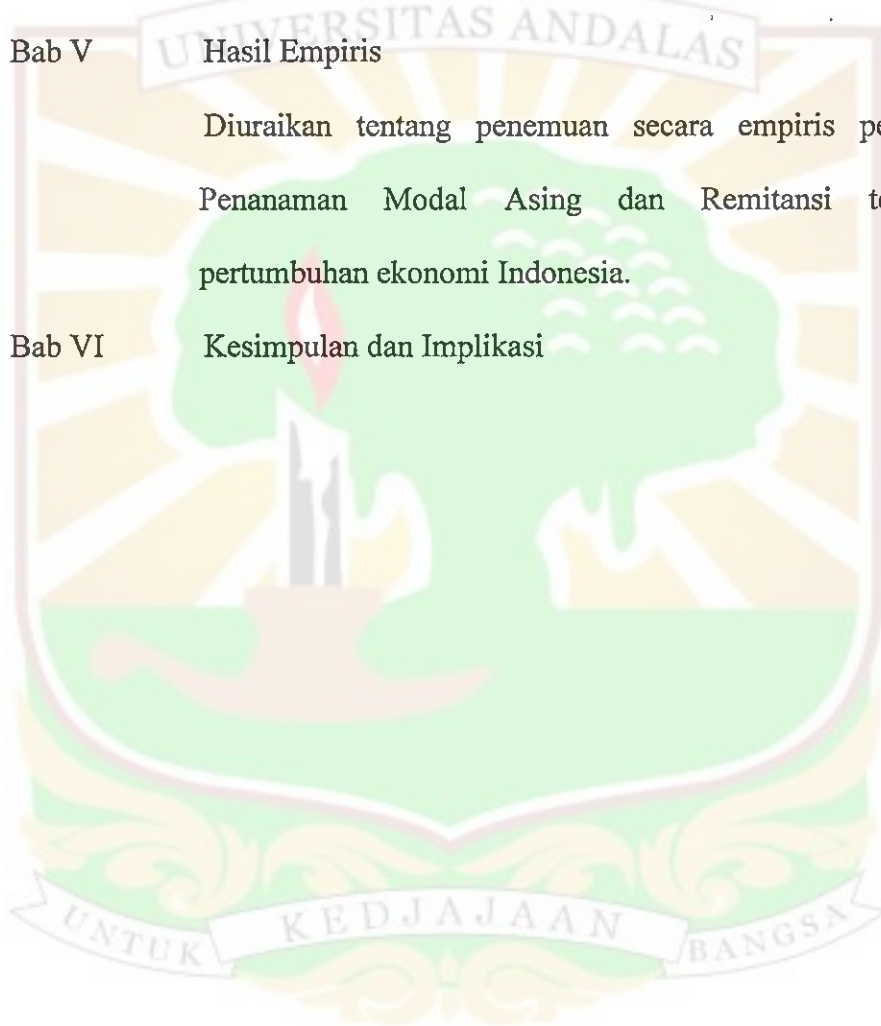 UNIVERSITAS ANDALAS
Bab V Hasil Empiris
Diuraikan tentang penemuan secara empiris
Penanaman Modal Asing dan Remitansi
pertumbuhan ekonomi Indonesia.
Bab VI Kesimpulan dan Implikasi
UNTUK KEDJAJAAN BANGSA